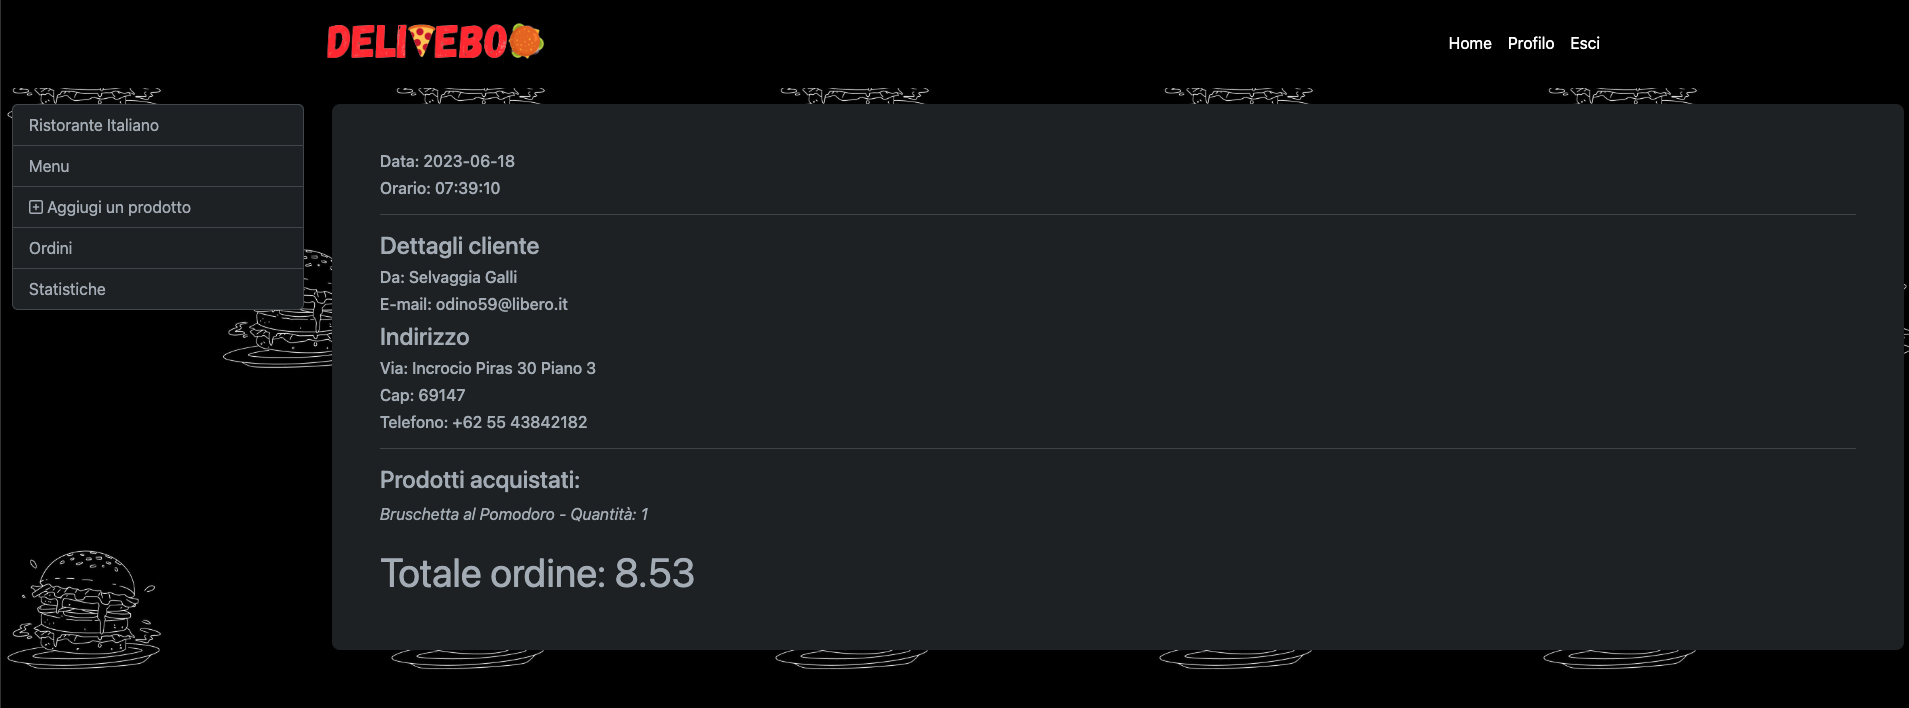 DELIVEBOO
Home Profilo Esci
Ristorante Italiano
Menu
Aggiugi un prodotto
Ordini
Statistiche
Data: 2023-06-18
Orario: 07:39:10
Dettagli cliente
Da: Selvaggia Galli
E-mail: odino59@libero.it
Indirizzo
Via: Incrocio Piras 30 Piano 3
Cap: 69147
Telefono: +62 55 43842182
Prodotti acquistati:
Bruschetta al Pomodoro - Quantità: 1
Totale ordine: 8.53